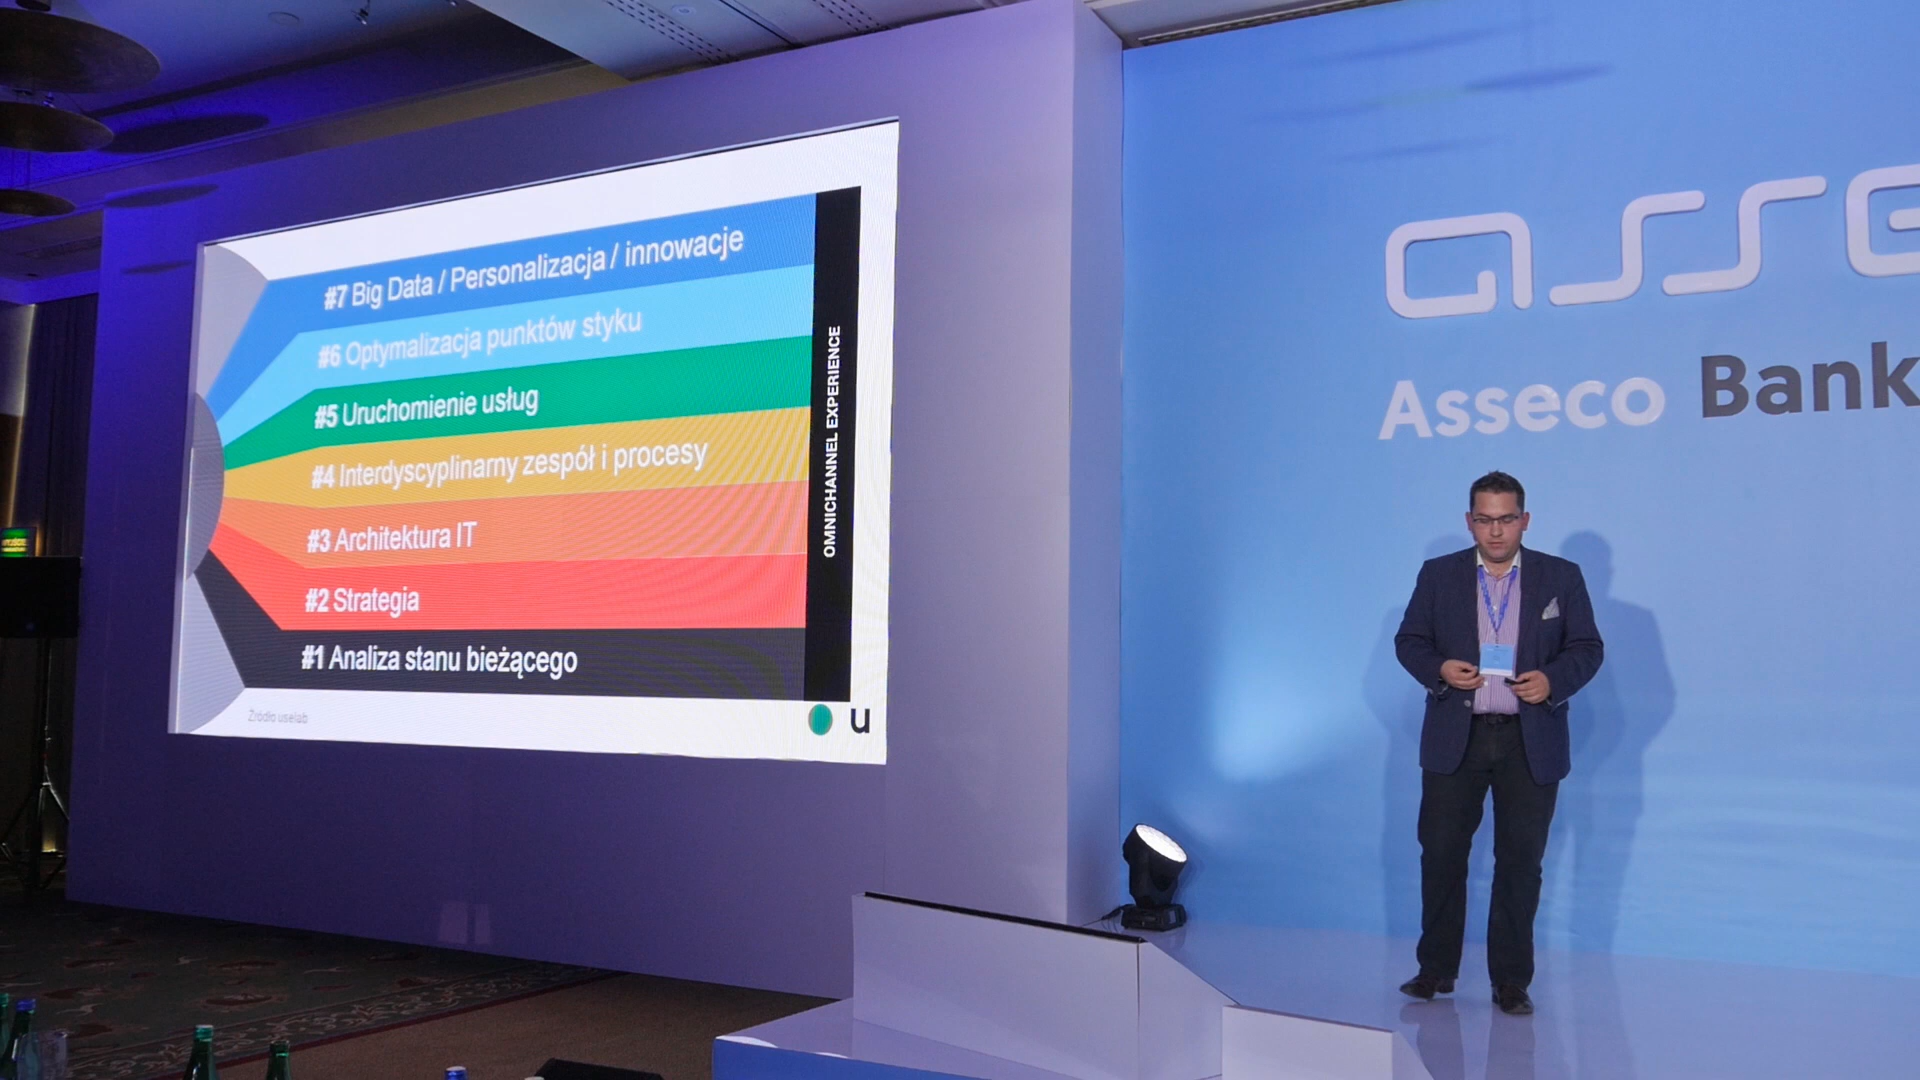 #7 Big Data / Personalizacja / innowacje
#6 Optymalizacja punktów styku
#5 Uruchomienie usług
#4 Interdyscyplinarny zespół i procesy
#3 Architektura IT
#2 Strategia
#1 Analiza stanu bieżącego
OMNICHANNEL EXPERIENCE
Źródło uselab
u
asse
Asseco Bank